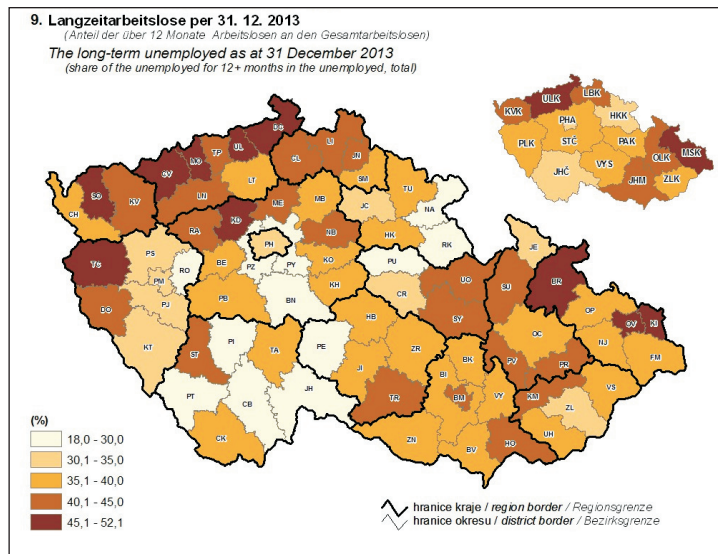 9. Langzeitarbeitslose per 31. 12. 2013
(Anteil der über 12 Monate Arbeitslosen an den Gesamtarbeitslosen)
The long-term unemployed as at 31 December 2013
(share of the unemployed for 12+ months in the unemployed, total)
KVK ULK LBK
HKK
PHA
PLK STČ PAK
OLK MSK
JHČ VYS JHM ZLK
DC
UL
MO TP CL LI JN
CV LT SM TU
SO KV LN ME MB JC NA
CH RA KD HK
PH NB RK
TC PS RO BE PZ PY KO PU JE
PM PB KH CR UO SU BR
DO PJ BN SY OP
KT HB OC OV KI
ST PI TA PE ZR NJ
JI BK PV PR FM
BI
PT CB JH TR BM VY KM VS
ZL
CK ZN BV HO UH
(%)
18,0 - 30,0
30,1 - 35,0
35,1 - 40,0
40,1 - 45,0
45,1 - 52,1
hranice kraje / region border / Regionsgrenze
hranice okresu / district border / Bezirksgrenze